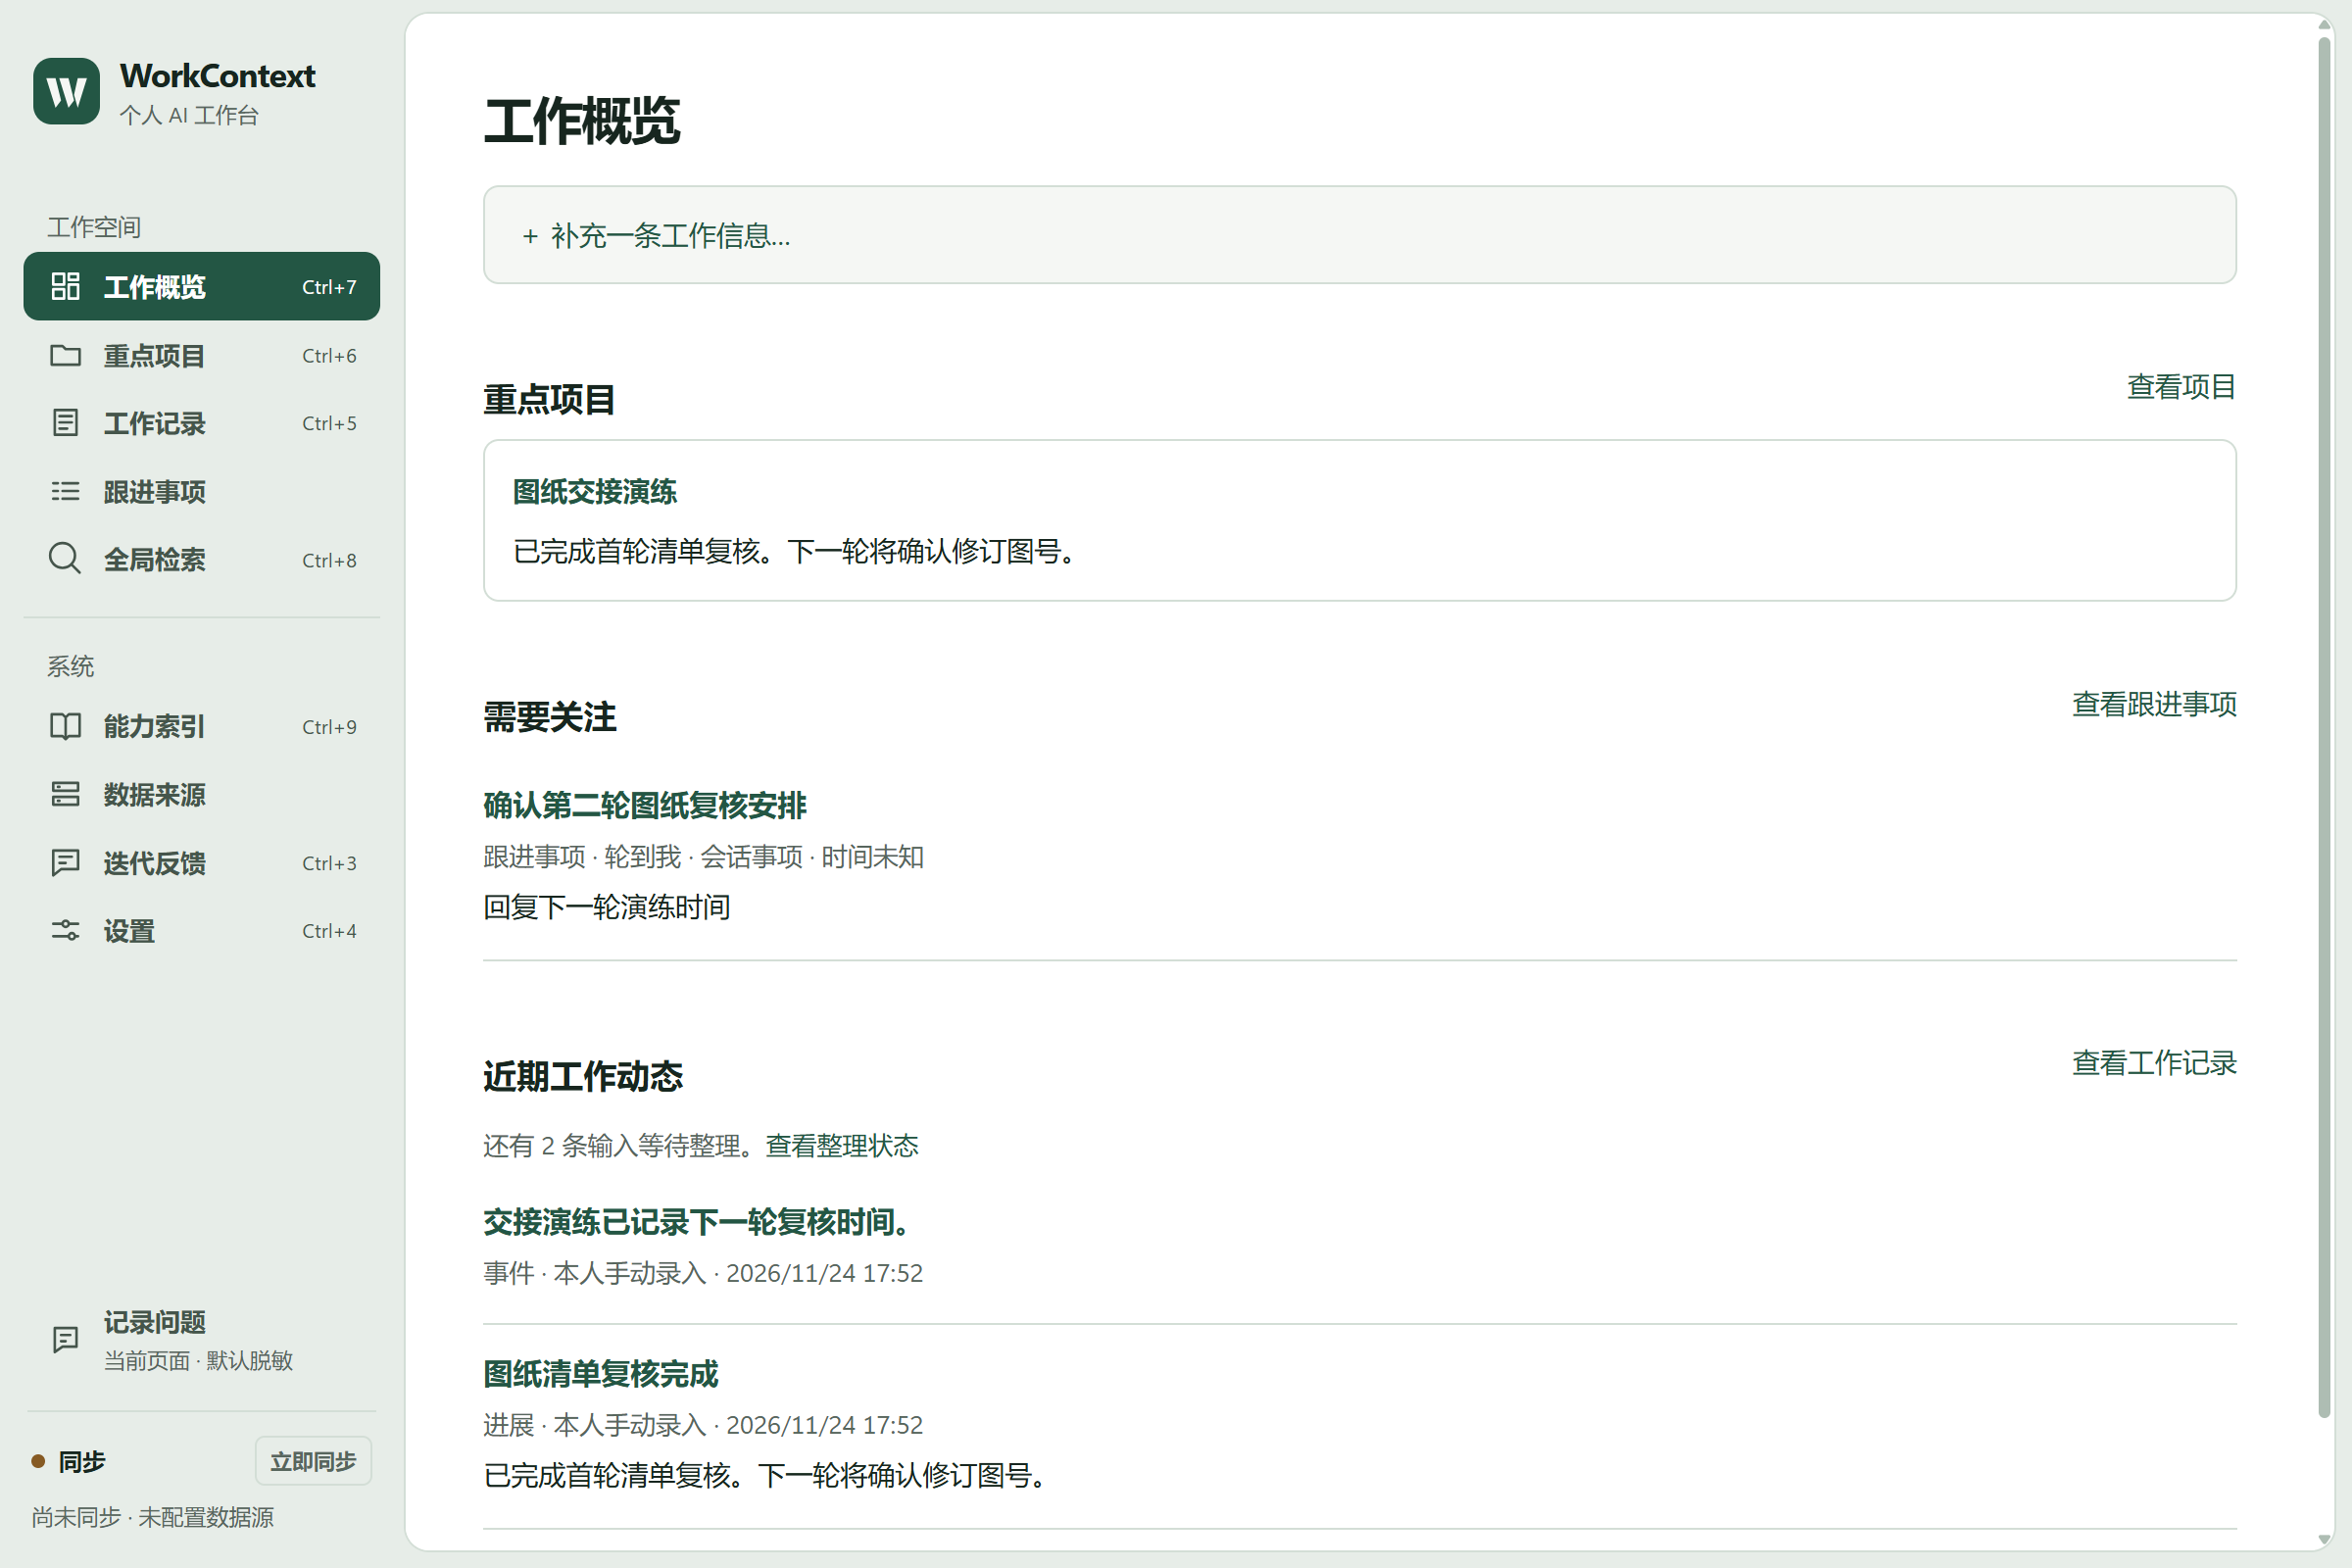 WorkContext
个人 AI 工作台
工作空间
工作概览 Ctrl+7
重点项目 Ctrl+6
工作记录 Ctrl+5
跟进事项
全局检索 Ctrl+8
系统
能力索引 Ctrl+9
数据来源
迭代反馈 Ctrl+3
设置 Ctrl+4
记录问题
当前页面 · 默认脱敏
同步 立即同步
尚未同步 · 未配置数据源
工作概览
+ 补充一条工作信息...
重点项目 查看项目
图纸交接演练
已完成首轮清单复核。下一轮将确认修订图号。
需要关注 查看跟进事项
确认第二轮图纸复核安排
跟进事项 · 轮到我 · 会话事项 · 时间未知
回复下一轮演练时间
近期工作动态 查看工作记录
还有 2 条输入等待整理。查看整理状态
交接演练已记录下一轮复核时间。
事件 · 本人手动录入 · 2026/11/24 17:52
图纸清单复核完成
进展 · 本人手动录入 · 2026/11/24 17:52
已完成首轮清单复核。下一轮将确认修订图号。